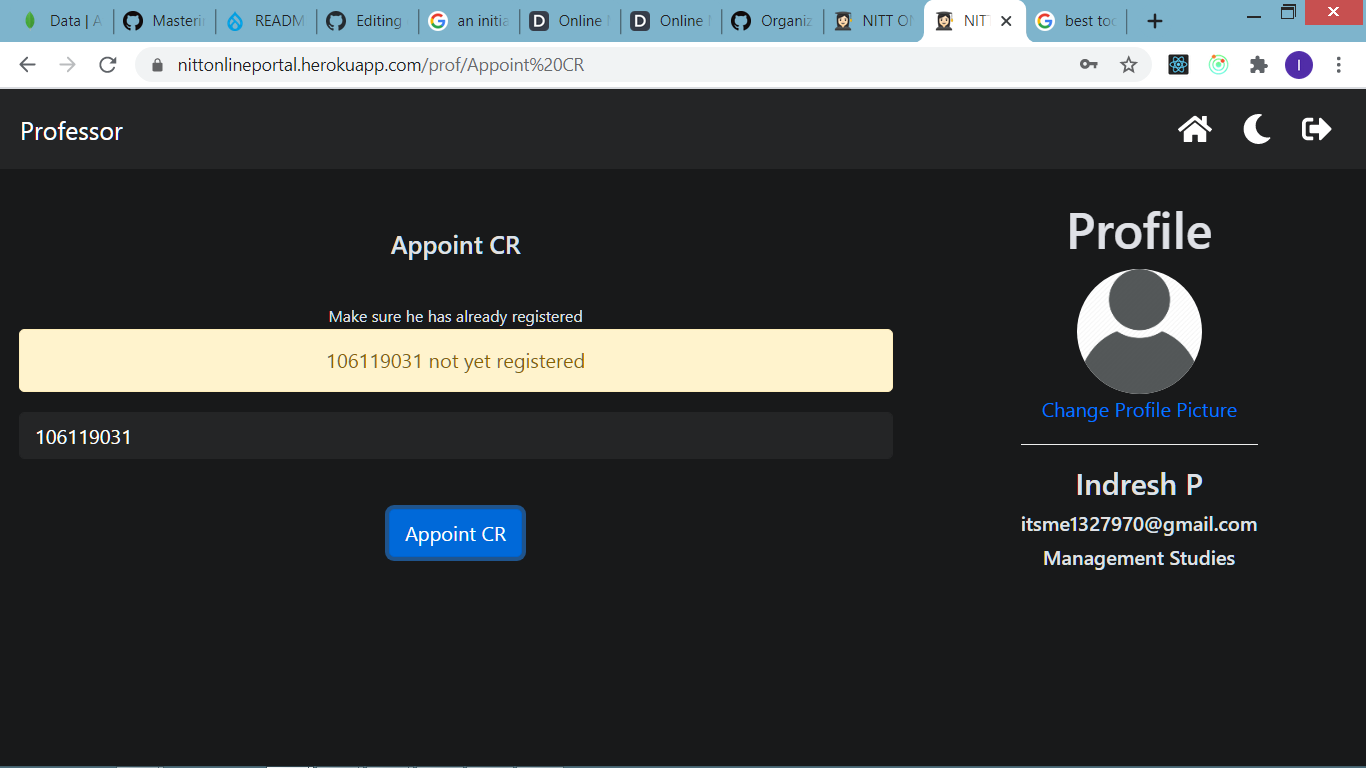 Data | A
Masteri
READM
Editing
an initia
Online
Online
Organiz
NITT ON
NIT
best too
nittonlineportal.herokuapp.com/prof/Appoint%20CR
I
Professor
Appoint CR
Make sure he has already registered
106119031 not yet registered
106119031
Appoint CR
Profile
Change Profile Picture
Indresh P
itsme1327970@gmail.com
Management Studies